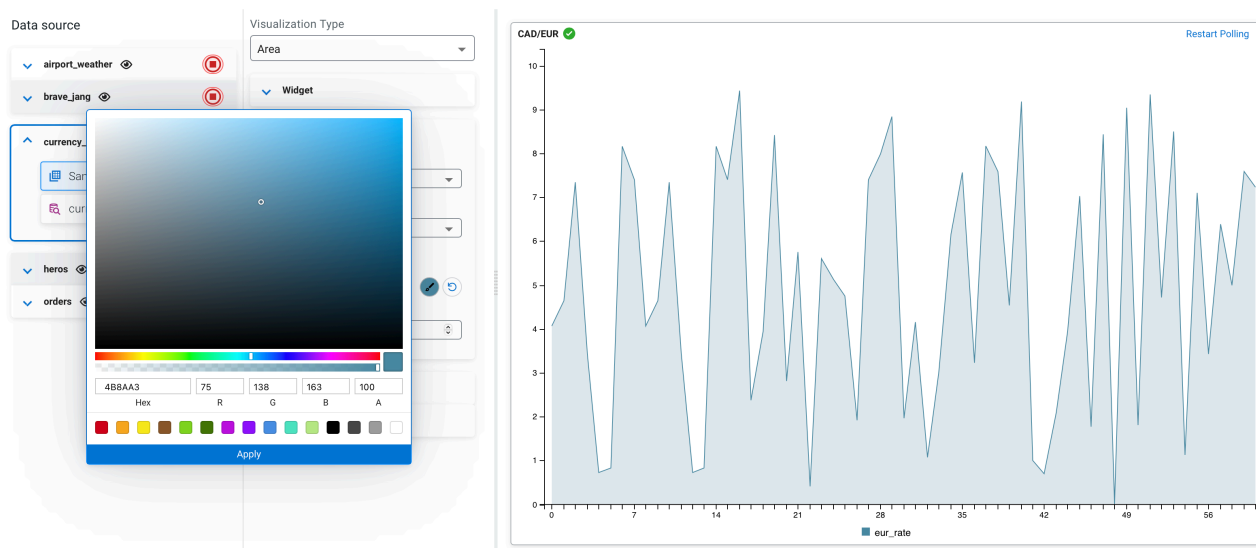 Data source
airport_weather
brave_jang
currency_
San
cur
heros
orders
Visualization Type
Area
Widget
4B8AA3
75
138
163
100
Hex
R
G
B
A
Apply
CAD/EUR
Restart Polling
10
9
8
7
6
5
4
3
2
1
0
0
7
14
21
28
35
42
49
56
eur_rate